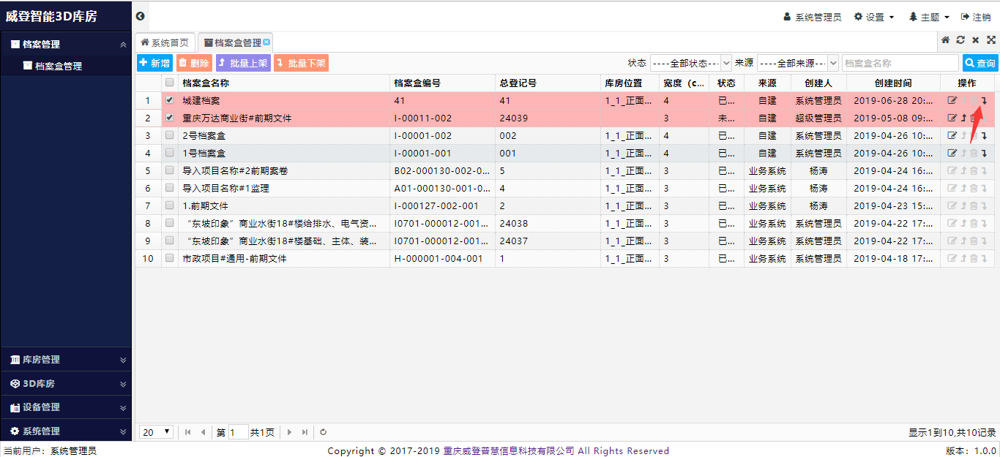 威登智能3D库房
系统管理员 设置 主题 注销
档案管理
档案盒管理
系统首页 档案盒管理
新增 删除 批量上架 批量下架 状态 ----全部状态--- 来源 ----全部来源--- 档案盒名称 查询
档案盒名称 档案盒编号 总登记号 库房位置 宽度（c... 状态 来源 创建人 创建时间 操作
1 城建档案 41 41 1_1_正面... 4 已... 自建 系统管理员 2019-06-28 20:...
2 重庆万达商业街#前期文件 I-00011-002 24039 3 未... 自建 超级管理员 2019-05-08 09:...
3 2号档案盒 I-00001-002 002 1_1_正面... 4 已... 自建 系统管理员 2019-04-26 10:...
4 1号档案盒 I-00001-001 001 1_1_正面... 4 已... 自建 系统管理员 2019-04-26 10:...
5 导入项目名称#2前期案卷 B02-000130-002-0... 5 1_1_正面... 3 已... 业务系统 杨涛 2019-04-24 16:...
6 导入项目名称#1监理 A01-000130-001-0... 4 1_1_正面... 3 已... 业务系统 杨涛 2019-04-24 16:...
7 1.前期文件 I-000127-002-001 2 1_1_正面... 3 已... 业务系统 杨涛 2019-04-23 15:...
8 “东坡印象”商业水街18#楼给排水、电气资... I0701-000012-001... 24038 1_1_正面... 3 已... 业务系统 系统管理员 2019-04-22 17:...
9 “东坡印象”商业水街18#楼基础、主体、装... I0701-000012-001... 24037 1_1_正面... 3 已... 业务系统 系统管理员 2019-04-22 17:...
10 市政项目#通用-前期文件 H-000001-004-001 1 1_1_正面... 3 已... 业务系统 系统管理员 2019-04-18 17:...
库房管理
3D库房
设备管理
系统管理
20 第 1 共1页 显示1到10,共10记录
当前用户：系统管理员 Copyright © 2017-2019 重庆威登普慧信息科技有限公司 All Rights Reserved 版本：1.0.0